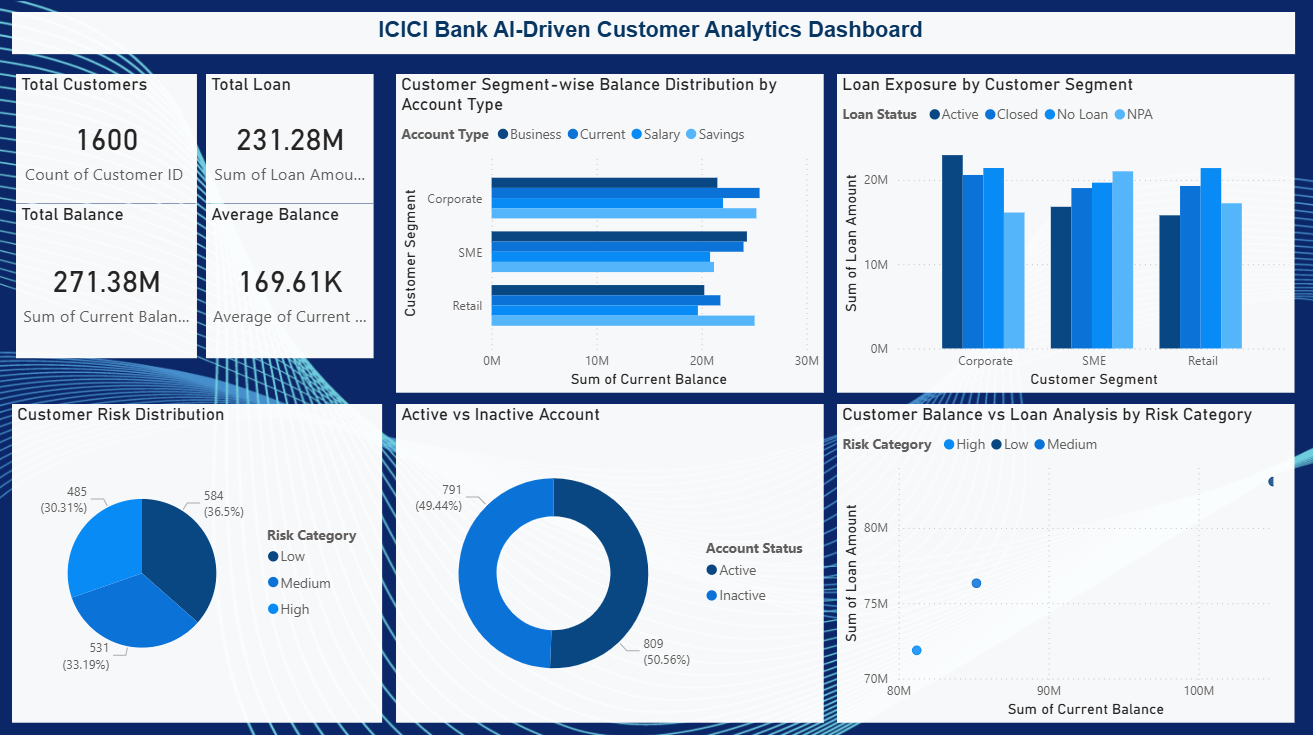 ICICI Bank AI-Driven Customer Analytics Dashboard
Total Customers
1600
Count of Customer ID
Total Loan
231.28M
Sum of Loan Amou...
Total Balance
271.38M
Sum of Current Balan...
Average Balance
169.61K
Average of Current ...
Customer Segment-wise Balance Distribution by
Account Type
Account Type Business Current Salary Savings
Customer Segment
Corporate
SME
Retail
0M 10M 20M 30M
Sum of Current Balance
Loan Exposure by Customer Segment
Loan Status Active Closed No Loan NPA
Sum of Loan Amount
20M
10M
0M
Corporate SME Retail
Customer Segment
Customer Risk Distribution
485
(30.31%)
584
(36.5%)
531
(33.19%)
Risk Category
Low
Medium
High
Active vs Inactive Account
791
(49.44%)
809
(50.56%)
Account Status
Active
Inactive
Customer Balance vs Loan Analysis by Risk Category
Risk Category High Low Medium
Sum of Loan Amount
80M
75M
70M
80M 90M 100M
Sum of Current Balance